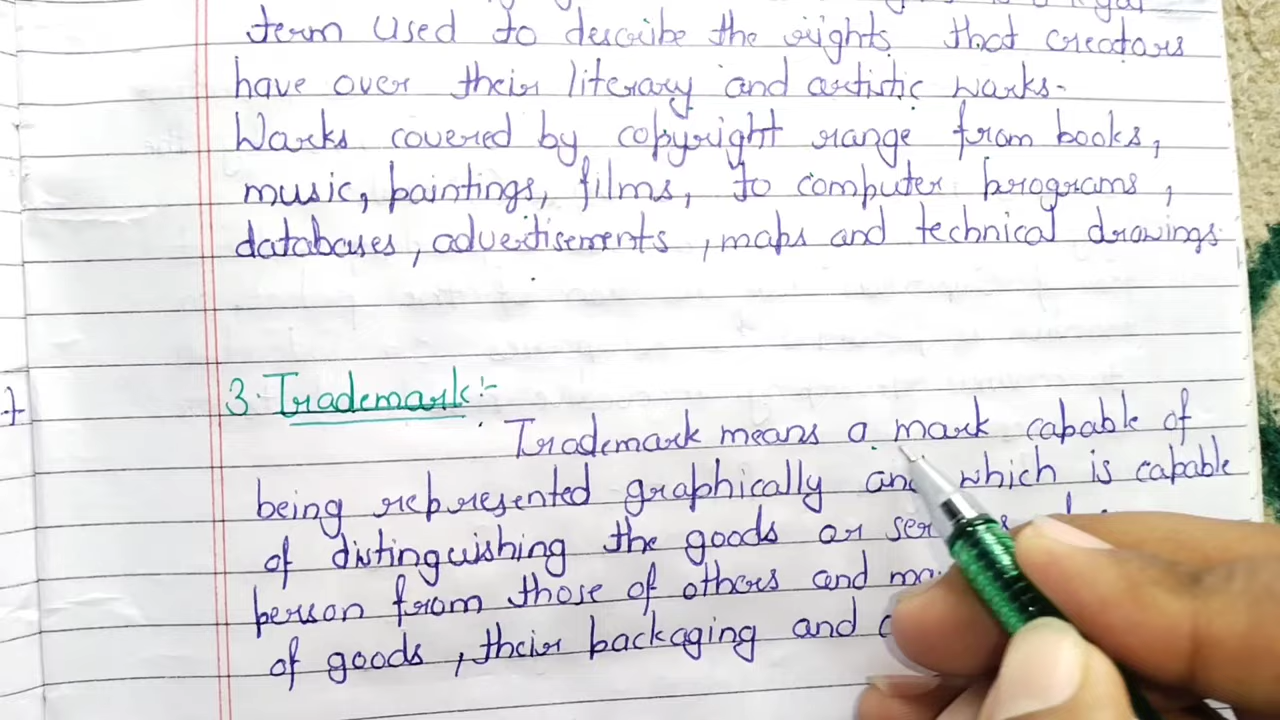 term used to describe the rights that creators
have over their literary and artistic works.
Works covered by copyright range from books,
music, paintings, films, to computer programs,
databases, advertisements, maps and technical drawings
3. Trademark:-
Trademark means a mark capable of
being represented graphically and which is capable
of distinguishing the goods or
person from those of others and
of goods, their packaging and